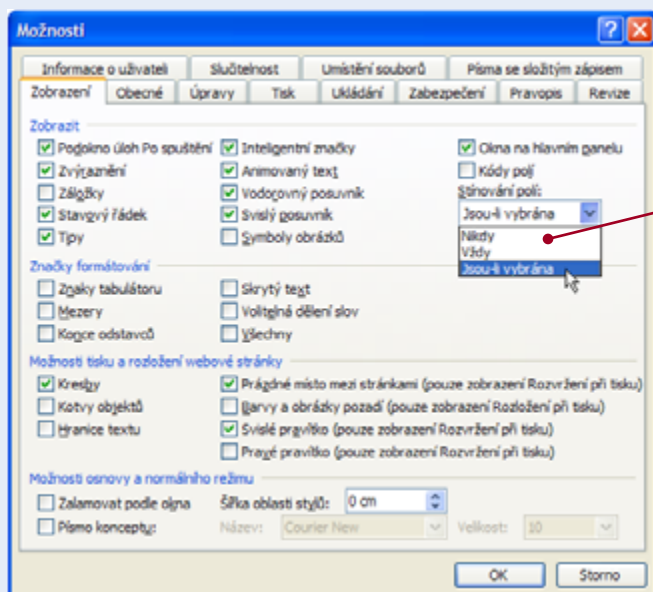 Možnosti
Informace o uživateli Slučitelnost Umístění souborů Písma se složitým zápisem
Zobrazení Obecné Úpravy Tisk Ukládání Zabezpečení Pravopis Revize
Zobrazit
Podokno úloh Po spuštění Inteligentní značky Okna na hlavním panelu
Zvýraznění Animovaný text Kódy polí
Záložky Vodorovný posuvník Stínování polí:
Stavový řádek Svislý posuvník Jsou-li vybrána
Tipy Symboly obrázků Nikdy
Vždy
Jsou-li vybrána
Značky formátování
Znaky tabulátoru Skrytý text
Mezery Volitelná dělení slov
Konce odstavců Všechny
Možnosti tisku a rozložení webové stránky
Kresby Prázdné místo mezi stránkami (pouze zobrazení Rozvržení při tisku)
Kotvy objektů Barvy a obrázky pozadí (pouze zobrazení Rozložení při tisku)
Hranice textu Svislé pravítko (pouze zobrazení Rozvržení při tisku)
Pravé pravítko (pouze zobrazení Rozvržení při tisku)
Možnosti osnovy a normálního režimu
Zalamovat podle okna Šířka oblasti stylů: 0 cm
Písmo konceptu: Název: Courier New Velikost: 10
OK Storno